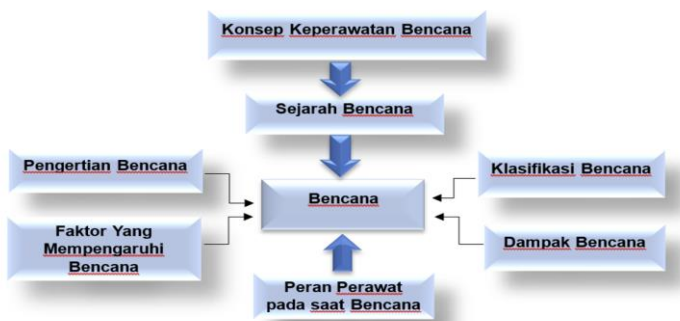 Konsep Keperawatan Bencana
Sejarah Bencana
Pengertian Bencana
Klasifikasi Bencana
Bencana
Faktor Yang
Mempengaruhi
Bencana
Dampak Bencana
Peran Perawat
pada saat Bencana